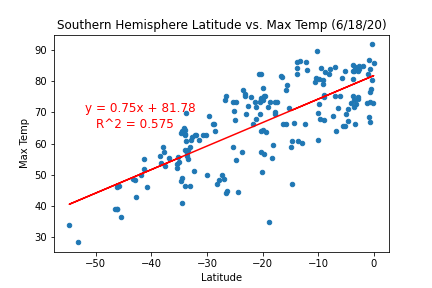 Southern Hemisphere Latitude vs. Max Temp (6/18/20)
90
80
y = 0.75x + 81.78
70
R^2 = 0.575
60
50
40
30
Max Temp
−50
−40
−30
−20
−10
0
Latitude